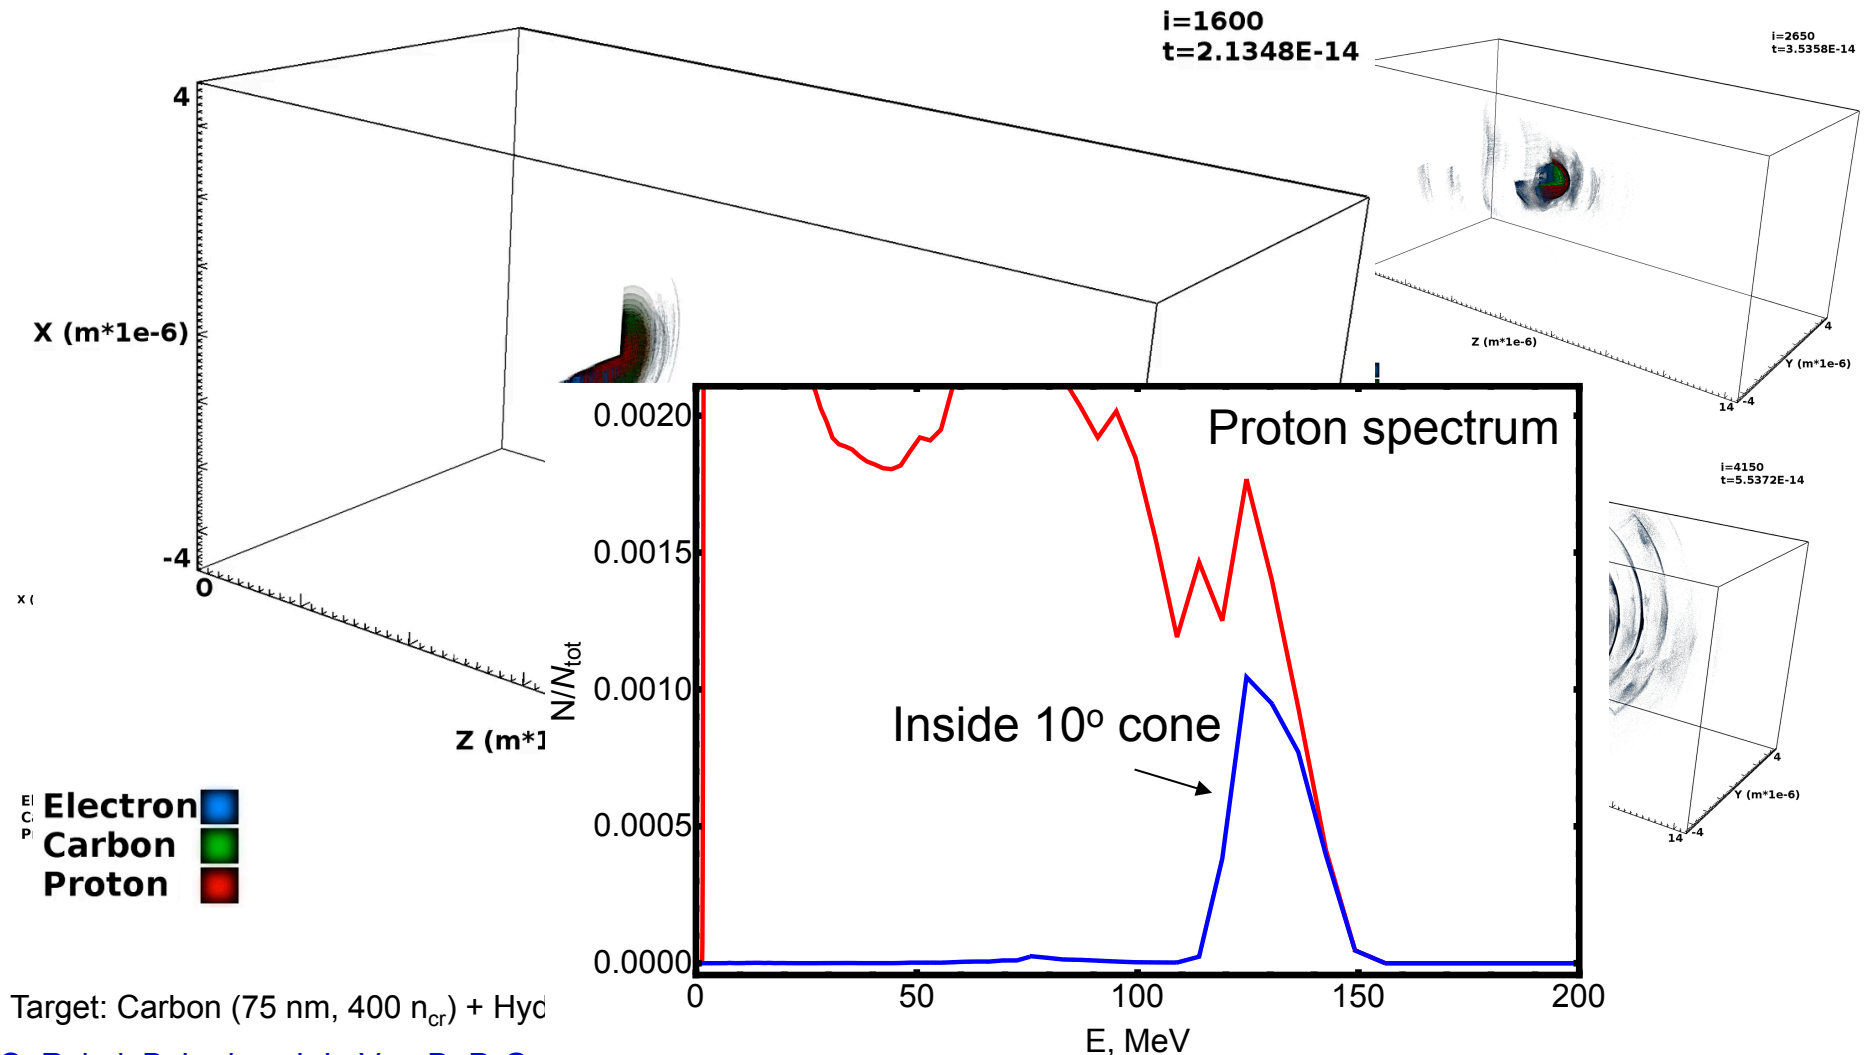 i=1600
t=2.1348E-14
i=2650
t=3.5358E-14
4
X (m*1e-6)
-4
0
Z (m*1
Z (m*1e-6)
4
Y (m*1e-6)
14
-4
i=4150
t=5.5372E-14
4
Y (m*1e-6)
14
-4
X (
Electron
Carbon
Proton
Proton spectrum
Inside 10º cone
N/Ntot
0.0020
0.0015
0.0010
0.0005
0.0000
0
50
100
150
200
E, MeV
Target: Carbon (75 nm, 400 ncr) + Hyd